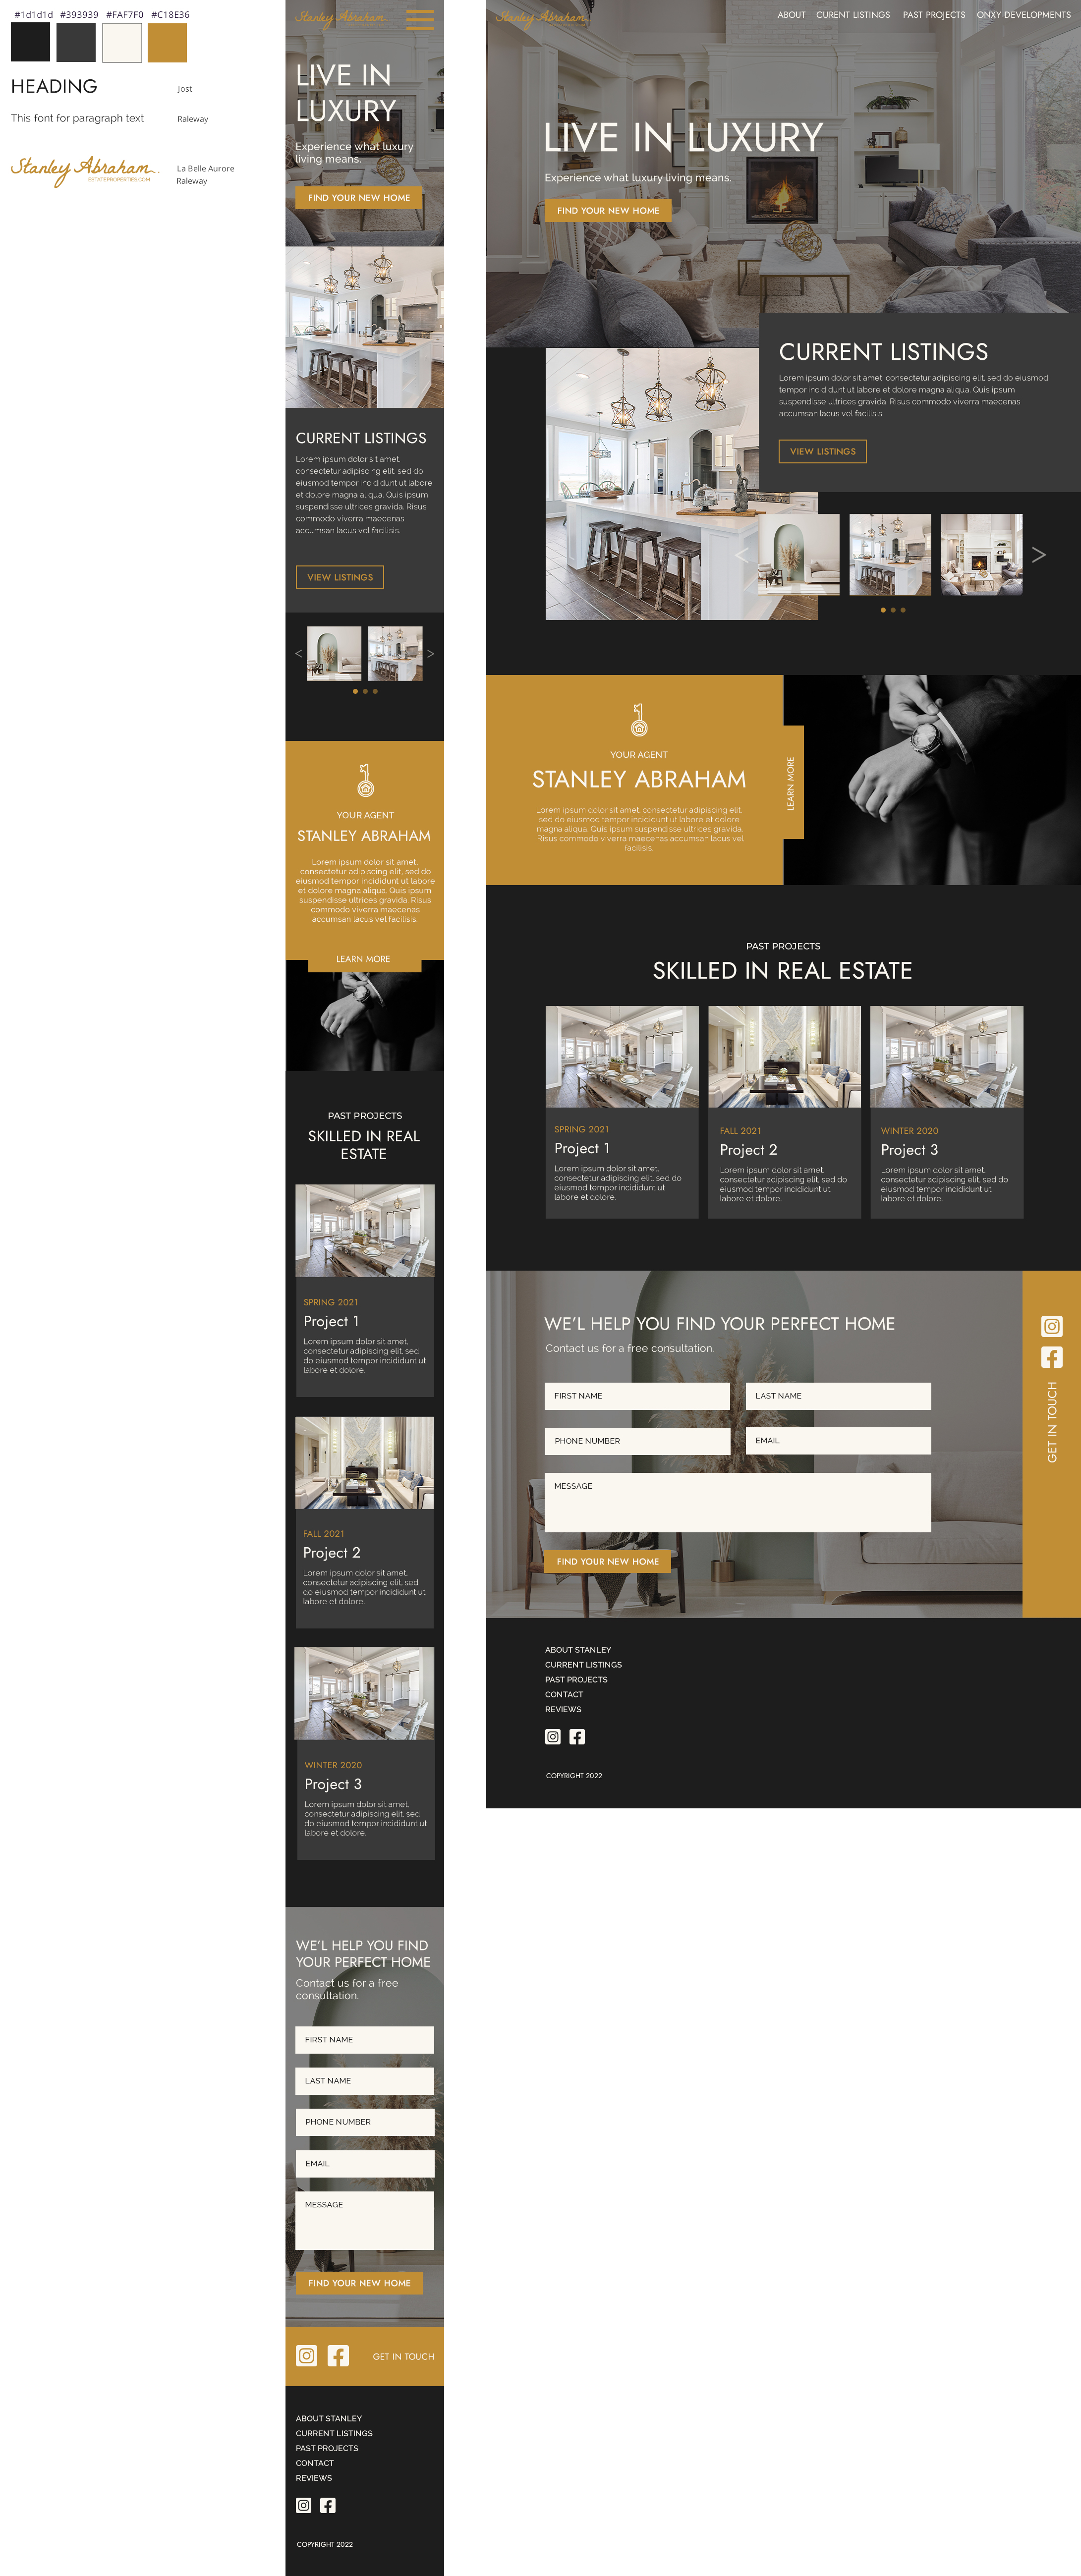 #1d1d1d #393939 #FAF7F0 #C18E36
HEADING
Jost
This font for paragraph text
Raleway
Stanley Abraham
ESTATEPROPERTIES.COM
La Belle Aurore
Raleway
Stanley Abraham
LIVE IN
LUXURY
Experience what luxury
living means.
FIND YOUR NEW HOME
CURRENT LISTINGS
Lorem ipsum dolor sit amet,
consectetur adipiscing elit, sed do
eiusmod tempor incididunt ut labore
et dolore magna aliqua. Quis ipsum
suspendisse ultrices gravida. Risus
commodo viverra maecenas
accumsan lacus vel facilisis.
VIEW LISTINGS
<
>
YOUR AGENT
STANLEY ABRAHAM
Lorem ipsum dolor sit amet,
consectetur adipiscing elit, sed do
eiusmod tempor incididunt ut labore
et dolore magna aliqua. Quis ipsum
suspendisse ultrices gravida. Risus
commodo viverra maecenas
accumsan lacus vel facilisis.
LEARN MORE
PAST PROJECTS
SKILLED IN REAL
ESTATE
SPRING 2021
Project 1
Lorem ipsum dolor sit amet,
consectetur adipiscing elit, sed
do eiusmod tempor incididunt ut
labore et dolore.
FALL 2021
Project 2
Lorem ipsum dolor sit amet,
consectetur adipiscing elit, sed
do eiusmod tempor incididunt ut
labore et dolore.
WINTER 2020
Project 3
Lorem ipsum dolor sit amet,
consectetur adipiscing elit, sed
do eiusmod tempor incididunt ut
labore et dolore.
WE'L HELP YOU FIND
YOUR PERFECT HOME
Contact us for a free
consultation.
FIRST NAME
LAST NAME
PHONE NUMBER
EMAIL
MESSAGE
FIND YOUR NEW HOME
GET IN TOUCH
ABOUT STANLEY
CURRENT LISTINGS
PAST PROJECTS
CONTACT
REVIEWS
COPYRIGHT 2022
Stanley Abraham
ABOUT CURENT LISTINGS PAST PROJECTS ONXY DEVELOPMENTS
LIVE IN LUXURY
Experience what luxury living means.
FIND YOUR NEW HOME
CURRENT LISTINGS
Lorem ipsum dolor sit amet, consectetur adipiscing elit, sed do eiusmod
tempor incididunt ut labore et dolore magna aliqua. Quis ipsum
suspendisse ultrices gravida. Risus commodo viverra maecenas
accumsan lacus vel facilisis.
VIEW LISTINGS
<
>
YOUR AGENT
STANLEY ABRAHAM
Lorem ipsum dolor sit amet, consectetur adipiscing elit,
sed do eiusmod tempor incididunt ut labore et dolore
magna aliqua. Quis ipsum suspendisse ultrices gravida.
Risus commodo viverra maecenas accumsan lacus vel
facilisis.
LEARN MORE
PAST PROJECTS
SKILLED IN REAL ESTATE
SPRING 2021
Project 1
Lorem ipsum dolor sit amet,
consectetur adipiscing elit, sed do
eiusmod tempor incididunt ut
labore et dolore.
FALL 2021
Project 2
Lorem ipsum dolor sit amet,
consectetur adipiscing elit, sed do
eiusmod tempor incididunt ut
labore et dolore.
WINTER 2020
Project 3
Lorem ipsum dolor sit amet,
consectetur adipiscing elit, sed do
eiusmod tempor incididunt ut
labore et dolore.
WE'L HELP YOU FIND YOUR PERFECT HOME
Contact us for a free consultation.
FIRST NAME
LAST NAME
PHONE NUMBER
EMAIL
MESSAGE
FIND YOUR NEW HOME
GET IN TOUCH
ABOUT STANLEY
CURRENT LISTINGS
PAST PROJECTS
CONTACT
REVIEWS
COPYRIGHT 2022